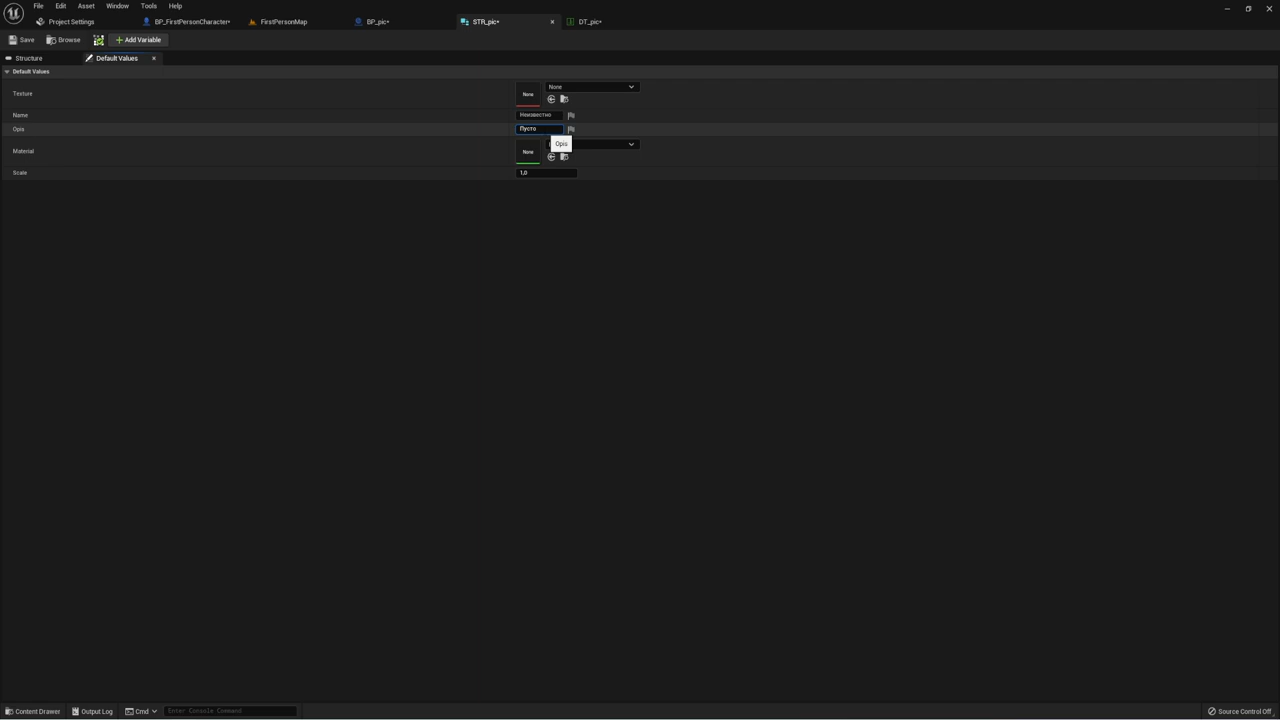 File Edit Asset Window Tools Help
Project Settings BP_FirstPersonCharacter* FirstPersonMap BP_pic* STR_pic* DT_pic*
Save Browse Add Variable
Structure Default Values
Default Values
Texture None None
Name Неизвестно
Opis Пусто
Opis
Material None
Scale 1,0
Content Drawer Output Log Cmd Enter Console Command Source Control Off